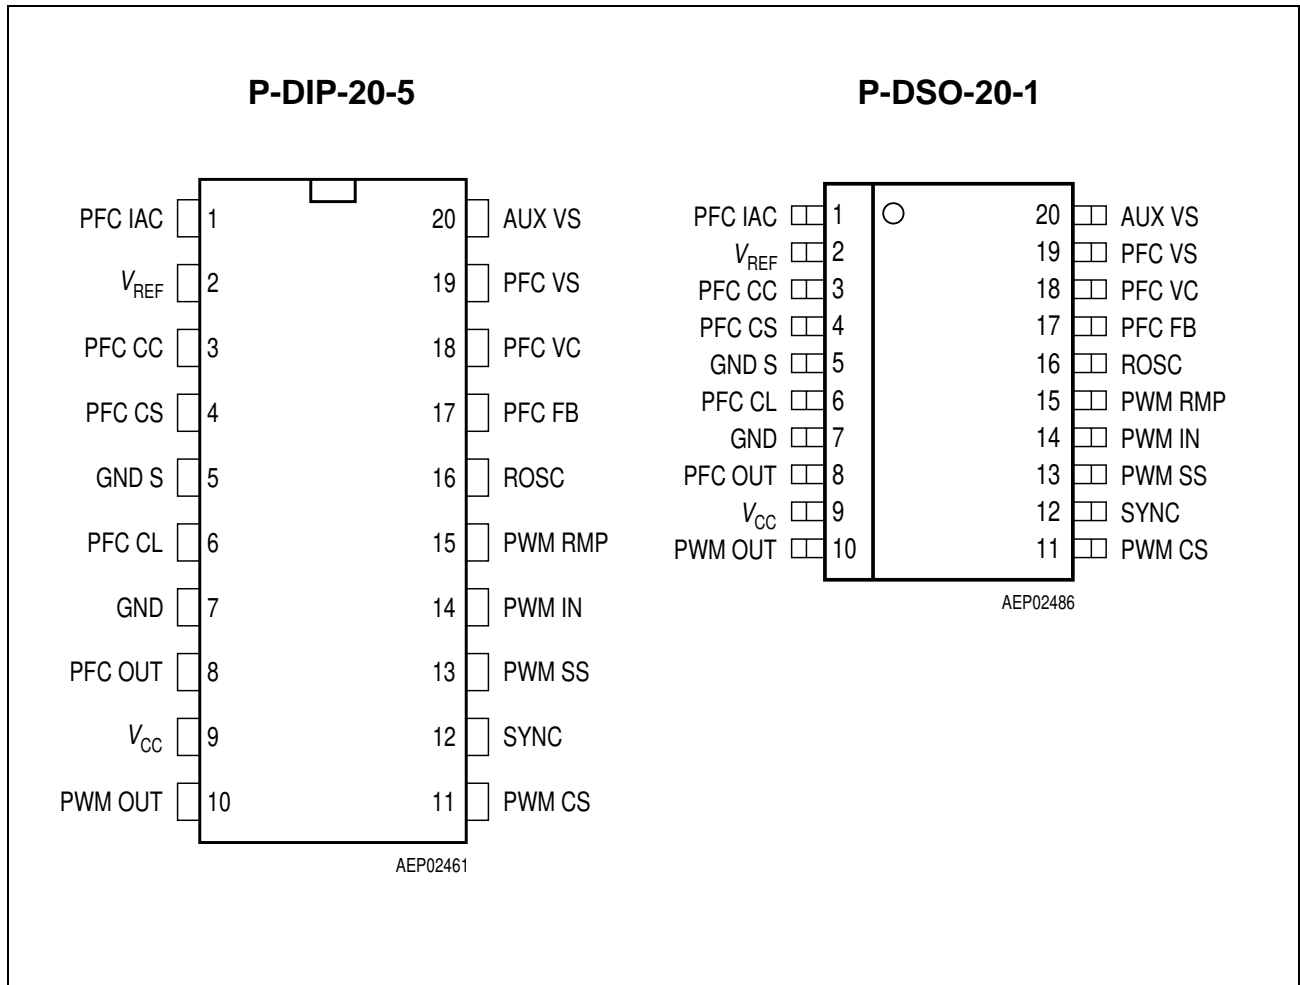 P-DIP-20-5
PFC IAC 1 20 AUX VS
VREF 2 19 PFC VS
PFC CC 3 18 PFC VC
PFC CS 4 17 PFC FB
GND S 5 16 ROSC
PFC CL 6 15 PWM RMP
GND 7 14 PWM IN
PFC OUT 8 13 PWM SS
VCC 9 12 SYNC
PWM OUT 10 11 PWM CS
AEP02461
P-DSO-20-1
PFC IAC 1 20 AUX VS
VREF 2 19 PFC VS
PFC CC 3 18 PFC VC
PFC CS 4 17 PFC FB
GND S 5 16 ROSC
PFC CL 6 15 PWM RMP
GND 7 14 PWM IN
PFC OUT 8 13 PWM SS
VCC 9 12 SYNC
PWM OUT 10 11 PWM CS
AEP02486